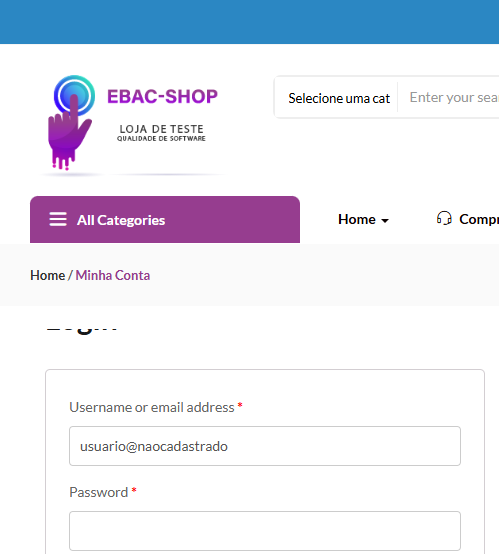 EBAC-SHOP
LOJA DE TESTE
QUALIDADE DE SOFTWARE
Selecione uma cat
Enter your sea
All Categories
Home
Compr
Home / Minha Conta
Login
Username or email address *
usuario@naocadastrado
Password *